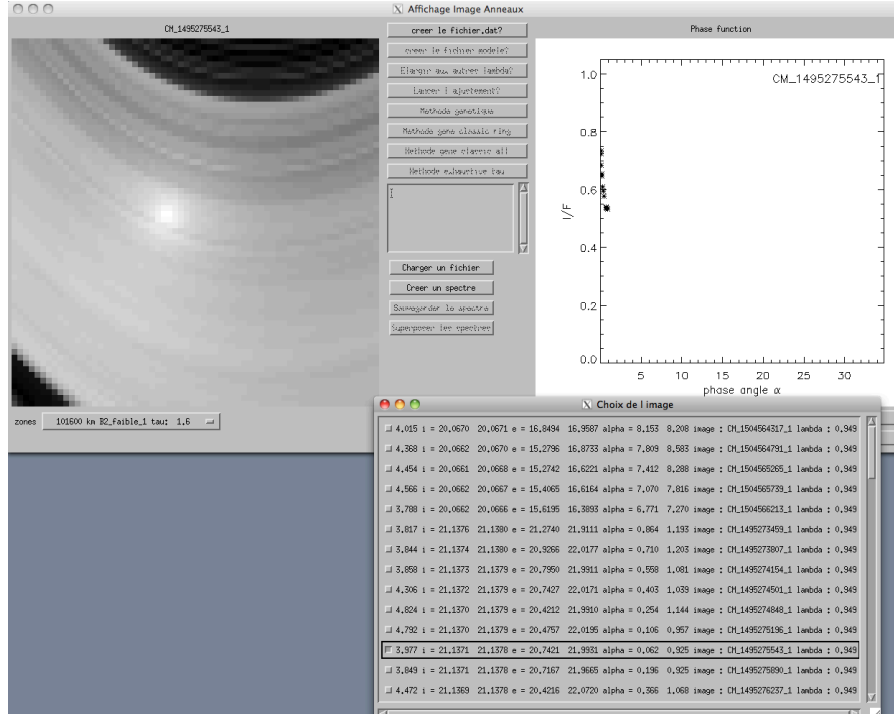 Affichage Image Anneaux
CM_1495275543_1
creer le fichier.dat?
creer le fichier modele?
Elargir aux autres lambda?
Lancer l ajustement?
Methode genetique
Methode gene classic ring
Methode gene classic all
Methode exhaustive tau
Charger un fichier
Creer un spectre
Sauvegarder le spectre
Superposer les spectres
Phase function
CM_1495275543_1
1.0
0.8
0.6
0.4
0.2
0.0
I/F
5 10 15 20 25 30
phase angle α
zones 101600 km B2_faible_1 tau: 1.6
Choix de l image
4.015 i = 20.0670 20.0671 e = 16.8494 16.9587 alpha = 8.153 8.208 image : CM_1504564317_1 lambda : 0.949
4.368 i = 20.0662 20.0670 e = 15.2796 16.8733 alpha = 7.809 8.583 image : CM_1504564791_1 lambda : 0.949
4.454 i = 20.0661 20.0668 e = 15.2742 16.6221 alpha = 7.412 8.288 image : CM_1504565265_1 lambda : 0.949
4.566 i = 20.0662 20.0667 e = 15.4065 16.6164 alpha = 7.070 7.816 image : CM_1504565739_1 lambda : 0.949
3.788 i = 20.0662 20.0666 e = 15.6195 16.3893 alpha = 6.771 7.270 image : CM_1504566213_1 lambda : 0.949
3.817 i = 21.1376 21.1380 e = 21.2740 21.9111 alpha = 0.864 1.193 image : CM_1495273459_1 lambda : 0.949
3.844 i = 21.1374 21.1380 e = 20.9266 22.0177 alpha = 0.710 1.203 image : CM_1495273807_1 lambda : 0.949
3.858 i = 21.1373 21.1379 e = 20.7950 21.9911 alpha = 0.558 1.081 image : CM_1495274154_1 lambda : 0.949
4.306 i = 21.1372 21.1379 e = 20.7427 22.0171 alpha = 0.403 1.039 image : CM_1495274501_1 lambda : 0.949
4.824 i = 21.1370 21.1379 e = 20.4212 21.9910 alpha = 0.254 1.144 image : CM_1495274848_1 lambda : 0.949
4.792 i = 21.1370 21.1379 e = 20.4757 22.0195 alpha = 0.106 0.957 image : CM_1495275196_1 lambda : 0.949
3.977 i = 21.1371 21.1378 e = 20.7421 21.9931 alpha = 0.062 0.925 image : CM_1495275543_1 lambda : 0.949
3.849 i = 21.1371 21.1378 e = 20.7167 21.9665 alpha = 0.196 0.925 image : CM_1495275890_1 lambda : 0.949
4.472 i = 21.1369 21.1378 e = 20.4216 22.0720 alpha = 0.366 1.068 image : CM_1495276237_1 lambda : 0.949